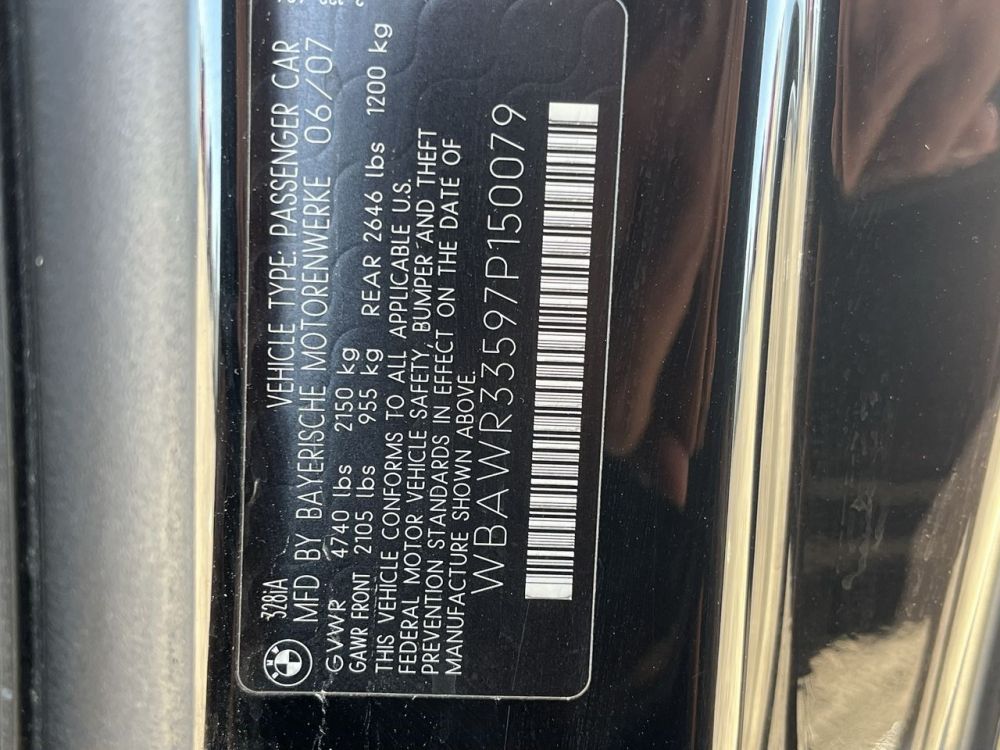 328iA VEHICLE TYPE: PASSENGER CAR
MFD BY BAYERISCHE MOTORENWERKE 06/07
GVWR 4740 lbs 2150 kg
GAWR FRONT 2105 lbs 955 kg REAR 2646 lbs 1200 kg
THIS VEHICLE CONFORMS TO ALL APPLICABLE U.S.
FEDERAL MOTOR VEHICLE SAFETY, BUMPER AND THEFT
PREVENTION STANDARDS IN EFFECT ON THE DATE OF
MANUFACTURE SHOWN ABOVE.
WBAWR33597P150079